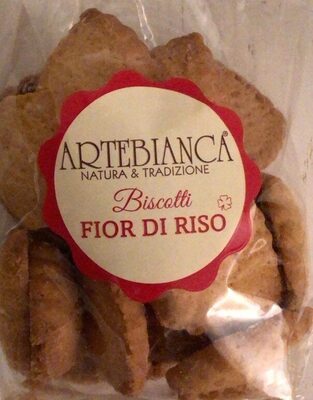 ARTEBIANCA®
NATURA & TRADIZIONE
Biscotti
FIOR DI RISO